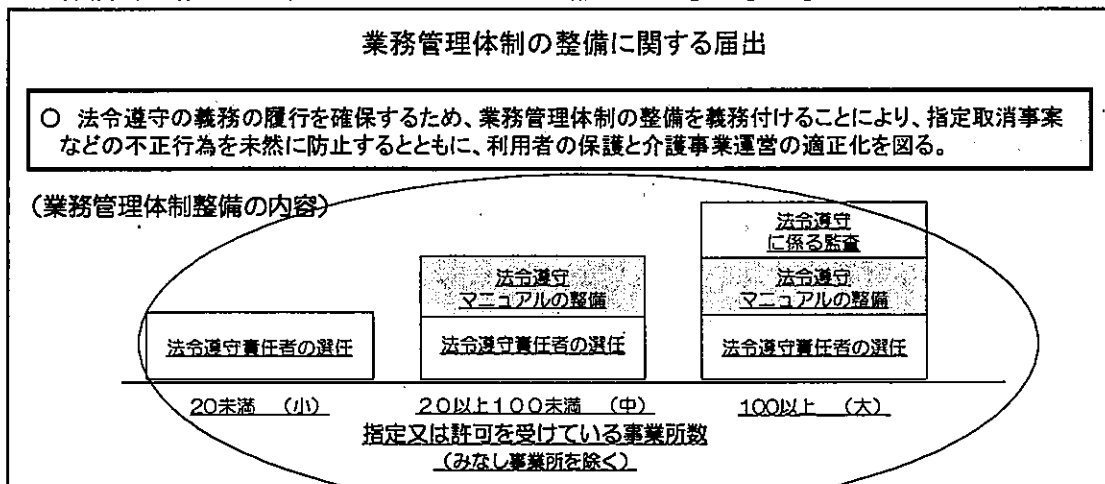 業務管理体制の整備に関する届出
○ 法令遵守の義務の履行を確保するため、業務管理体制の整備を義務付けることにより、指定取消事案
などの不正行為を未然に防止するとともに、利用者の保護と介護事業運営の適正化を図る。
（業務管理体制整備の内容）
法令遵守
に係る監査
法令遵守
マニュアルの整備
法令遵守
マニュアルの整備
法令遵守責任者の選任
法令遵守責任者の選任
法令遵守責任者の選任
20未満 （小）
20以上100未満 （中）
100以上 （大）
指定又は許可を受けている事業所数
（みなし事業所を除く）